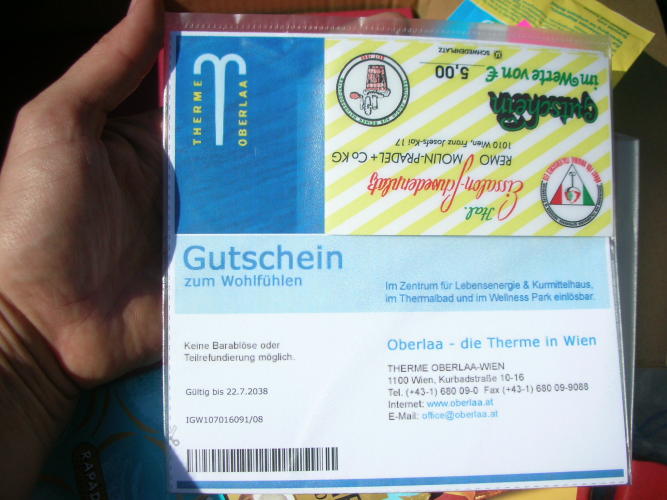 THERME
OBERLAA
Gutschein
im Werte von € 5,00
U SCHWEDENPLATZ
Ital.
Eissalon-Schwedenplatz
REMO MOLIN-PRADEL + Co KG
1010 Wien, Franz Josefs-Kai 17
Gutschein
zum Wohlfühlen
Im Zentrum für Lebensenergie & Kurmittelhaus,
im Thermalbad und im Wellness Park einlösbar.
Keine Barablöse oder
Teilrefundierung möglich.
Gültig bis 22.7.2038
IGW107016091/08
Oberlaa - die Therme in Wien
THERME OBERLAA-WIEN
1100 Wien, Kurbadstraße 10-16
Tel. (+43-1) 680 09-0 Fax (+43-1) 680 09-9088
Internet: www.oberlaa.at
E-Mail: office@oberlaa.at